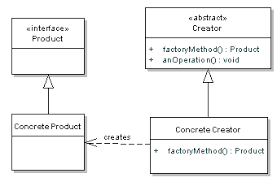 «interface»
Product
«abstract»
Creator
+ factoryMethod() : Product
+ anOperation() : void
Concrete Product
creates
Concrete Creator
+ factoryMethod() : Product